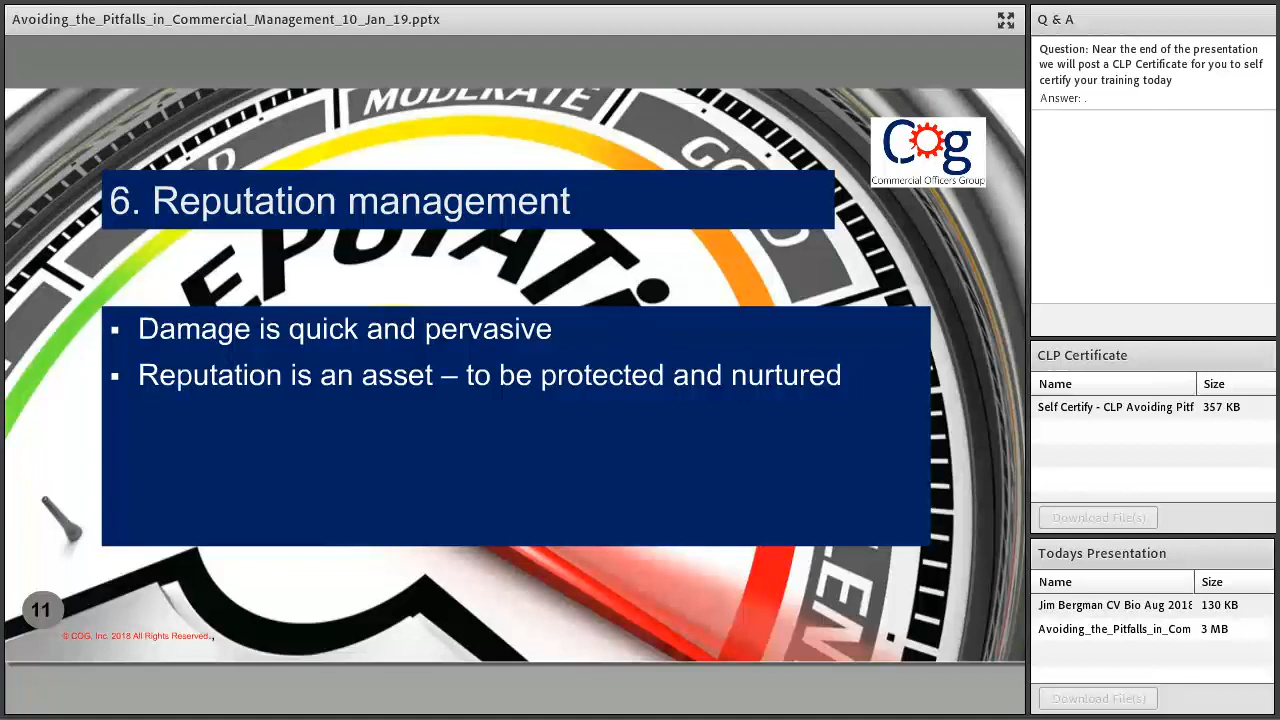 Avoiding_the_Pitfalls_in_Commercial_Management_10_Jan_19.pptx
MODERATE
Cog
Commercial Officers Group
6. Reputation management
▪ Damage is quick and pervasive
▪ Reputation is an asset – to be protected and nurtured
11
© COG, Inc. 2018 All Rights Reserved.,
Q & A
Question: Near the end of the presentation
we will post a CLP Certificate for you to self
certify your training today
Answer: .
CLP Certificate
Name Size
Self Certify - CLP Avoiding Pitf 357 KB
Download File(s)
Todays Presentation
Name Size
Jim Bergman CV Bio Aug 2018 130 KB
Avoiding_the_Pitfalls_in_Com 3 MB
Download File(s)